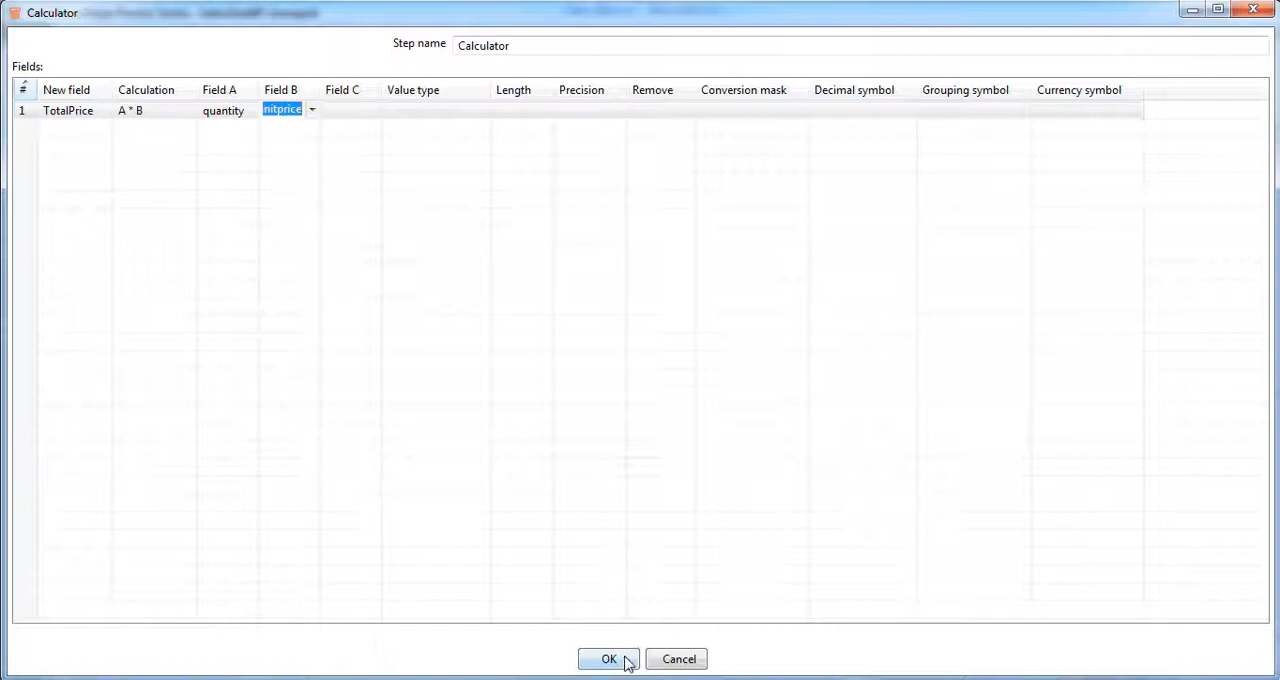 Calculator
Step name Calculator
Fields:
# New field Calculation Field A Field B Field C Value type Length Precision Remove Conversion mask Decimal symbol Grouping symbol Currency symbol
1 TotalPrice A * B quantity nitprice
OK Cancel